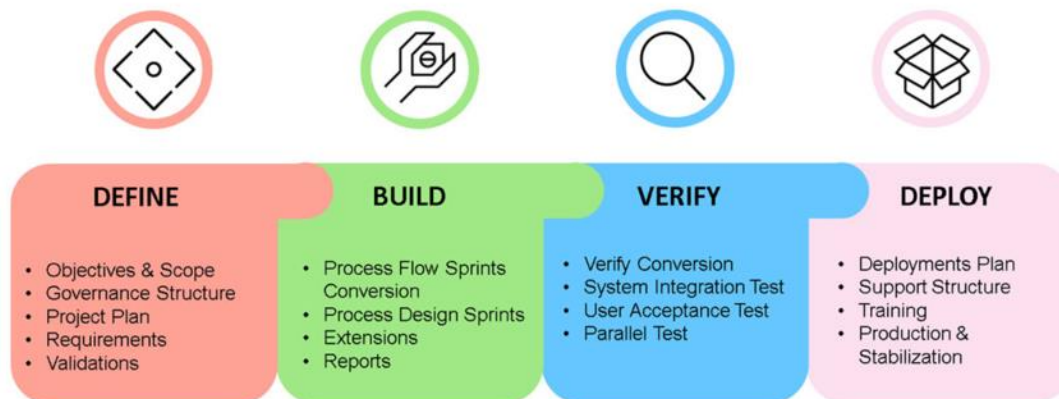 DEFINE
• Objectives & Scope
• Governance Structure
• Project Plan
• Requirements
• Validations
BUILD
• Process Flow Sprints
Conversion
• Process Design Sprints
• Extensions
• Reports
VERIFY
• Verify Conversion
• System Integration Test
• User Acceptance Test
• Parallel Test
DEPLOY
• Deployments Plan
• Support Structure
• Training
• Production &
Stabilization